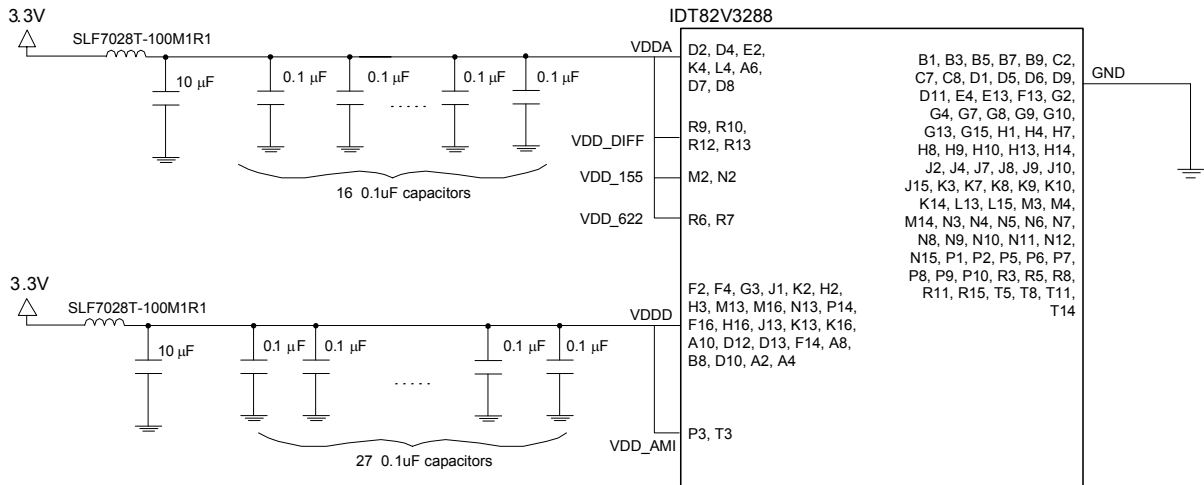 3.3V
SLF7028T-100M1R1
10 μF
0.1 μF
0.1 μF
0.1 μF
0.1 μF
.....
16 0.1uF capacitors
VDDA
VDD_DIFF
VDD_155
VDD_622
IDT82V3288
D2, D4, E2,
K4, L4, A6,
D7, D8
R9, R10,
R12, R13
M2, N2
R6, R7
B1, B3, B5, B7, B9, C2,
C7, C8, D1, D5, D6, D9,
D11, E4, E13, F13, G2,
G4, G7, G8, G9, G10,
G13, G15, H1, H4, H7,
H8, H9, H10, H13, H14,
J2, J4, J7, J8, J9, J10,
J15, K3, K7, K8, K9, K10,
K14, L13, L15, M3, M4,
M14, N3, N4, N5, N6, N7,
N8, N9, N10, N11, N12,
N15, P1, P2, P5, P6, P7,
P8, P9, P10, R3, R5, R8,
R11, R15, T5, T8, T11,
T14
GND
3.3V
SLF7028T-100M1R1
10 μF
0.1 μF
0.1 μF
0.1 μF
0.1 μF
.....
27 0.1uF capacitors
VDDD
VDD_AMI
F2, F4, G3, J1, K2, H2,
H3, M13, M16, N13, P14,
F16, H16, J13, K13, K16,
A10, D12, D13, F14, A8,
B8, D10, A2, A4
P3, T3